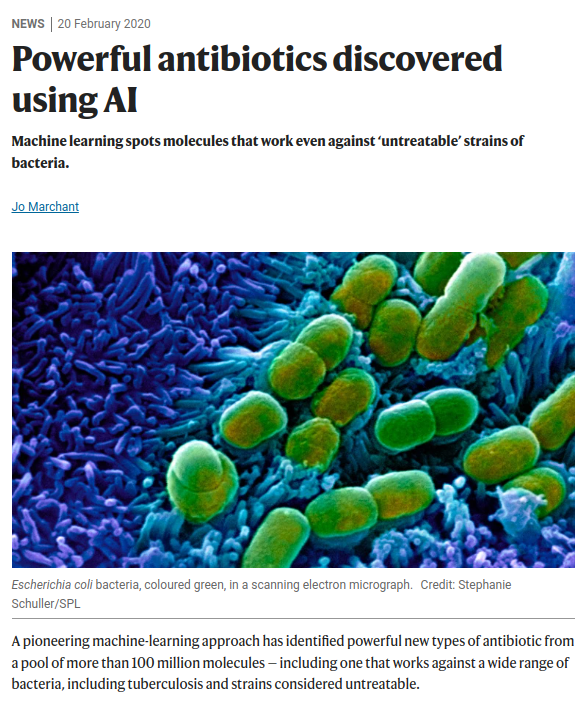 NEWS | 20 February 2020
Powerful antibiotics discovered
using AI
Machine learning spots molecules that work even against ‘untreatable’ strains of
bacteria.
Jo Marchant
Escherichia coli bacteria, coloured green, in a scanning electron micrograph. Credit: Stephanie
Schuller/SPL
A pioneering machine-learning approach has identified powerful new types of antibiotic from
a pool of more than 100 million molecules — including one that works against a wide range of
bacteria, including tuberculosis and strains considered untreatable.